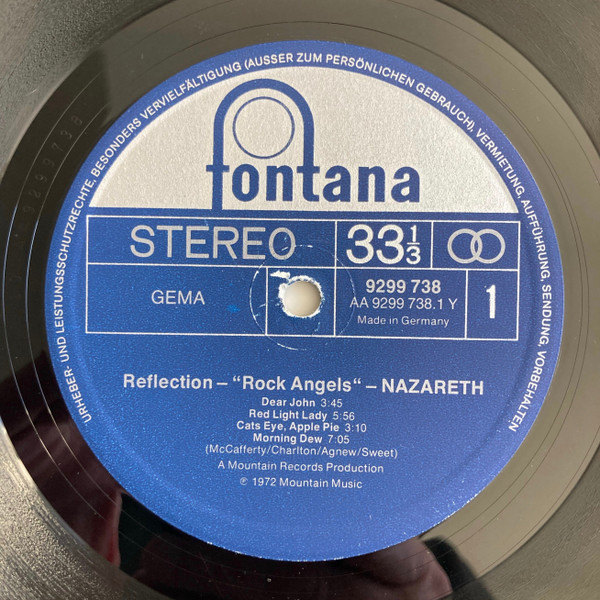 URHEBER- UND LEISTUNGSSCHUTZRECHTE, BESONDERS VERVIELFÄLTIGUNG (AUSSER ZUM PERSÖNLICHEN GEBRAUCH), VERMIETUNG, AUFFÜHRUNG, SENDUNG, VORBEHALTEN
fontana
STEREO 33 1/3
GEMA
9299 738
AA 9299 738.1 Y
Made in Germany
1
Reflection – "Rock Angels" – NAZARETH
Dear John 3:45
Red Light Lady 5:56
Cats Eye, Apple Pie 3:10
Morning Dew 7:05
(McCafferty/Charlton/Agnew/Sweet)
A Mountain Records Production
℗ 1972 Mountain Music